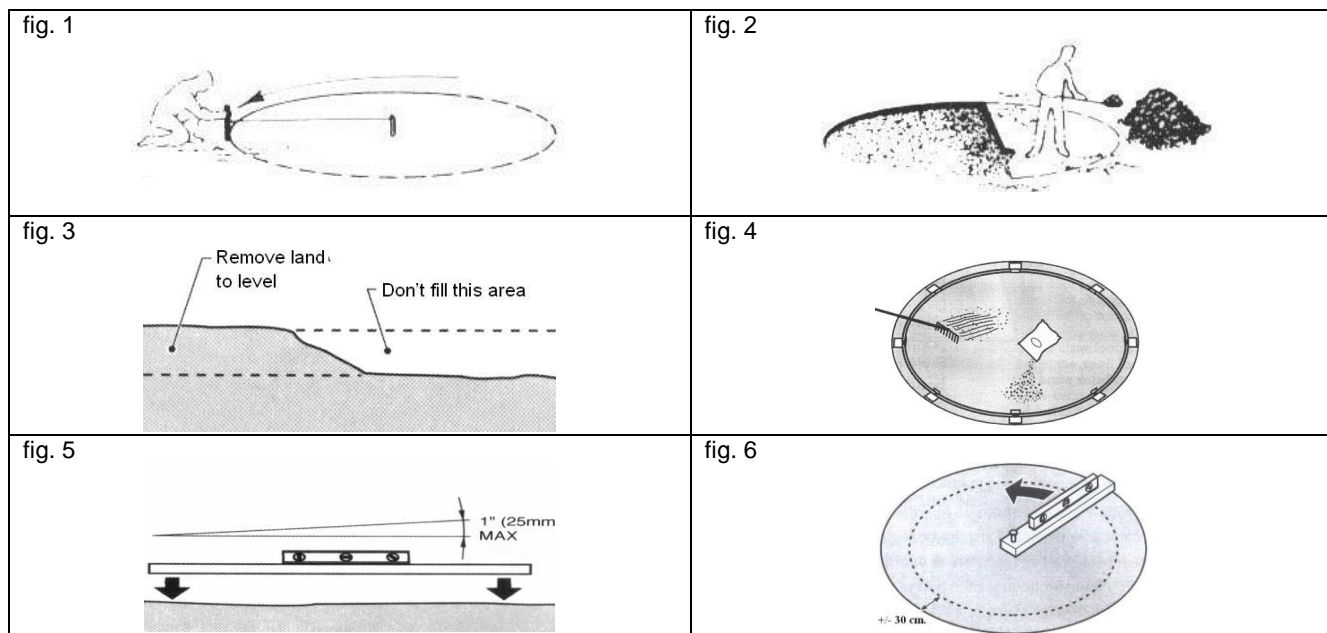 fig. 1
fig. 2
fig. 3
Remove land
to level
Don't fill this area
fig. 4
fig. 5
1" (25mm
MAX
fig. 6
+/- 30 cm.